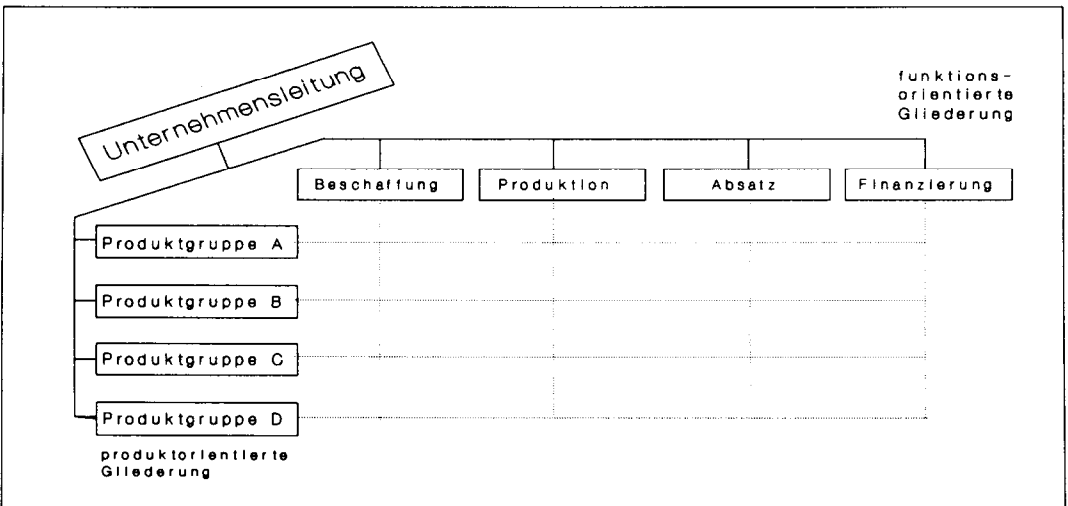 Unternehmensleitung
funktions-
orientierte
Gliederung
Beschaffung
Produktion
Absatz
Finanzierung
Produktgruppe A
Produktgruppe B
Produktgruppe C
Produktgruppe D
produktorientierte
Gliederung